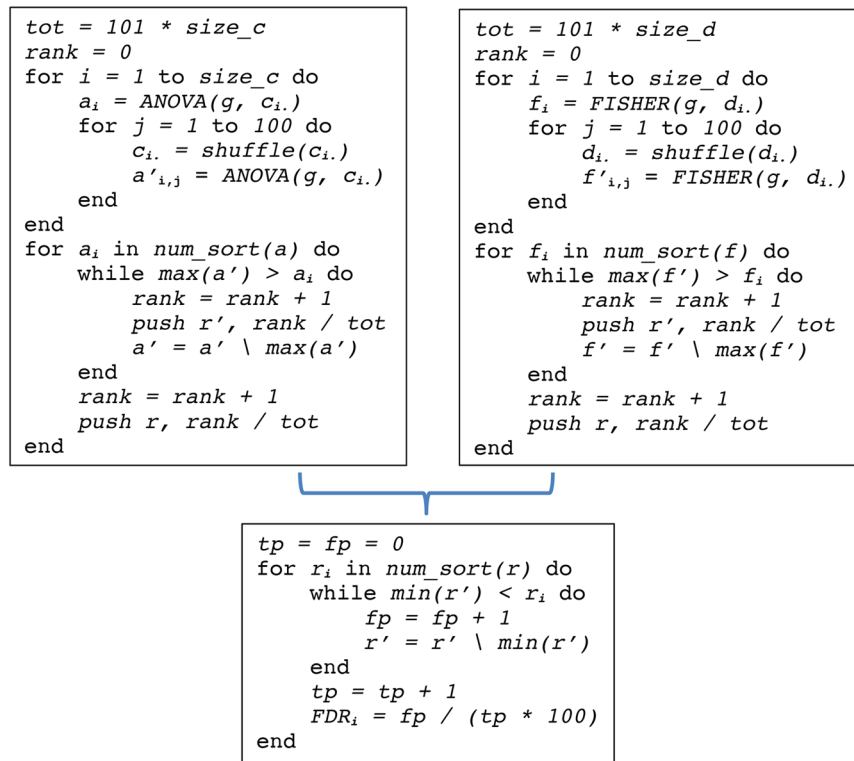 tot = 101 * size_c
rank = 0
for i = 1 to size_c do
a_i = ANOVA(g, c_i.)
for j = 1 to 100 do
c_i. = shuffle(c_i.)
a'_i,j = ANOVA(g, c_i.)
end
end
for a_i in num_sort(a) do
while max(a') > a_i do
rank = rank + 1
push r', rank / tot
a' = a' \ max(a')
end
rank = rank + 1
push r, rank / tot
end
tot = 101 * size_d
rank = 0
for i = 1 to size_d do
f_i = FISHER(g, d_i.)
for j = 1 to 100 do
d_i. = shuffle(d_i.)
f'_i,j = FISHER(g, d_i.)
end
end
for f_i in num_sort(f) do
while max(f') > f_i do
rank = rank + 1
push r', rank / tot
f' = f' \ max(f')
end
rank = rank + 1
push r, rank / tot
end
tp = fp = 0
for r_i in num_sort(r) do
while min(r') < r_i do
fp = fp + 1
r' = r' \ min(r')
end
tp = tp + 1
FDR_i = fp / (tp * 100)
end